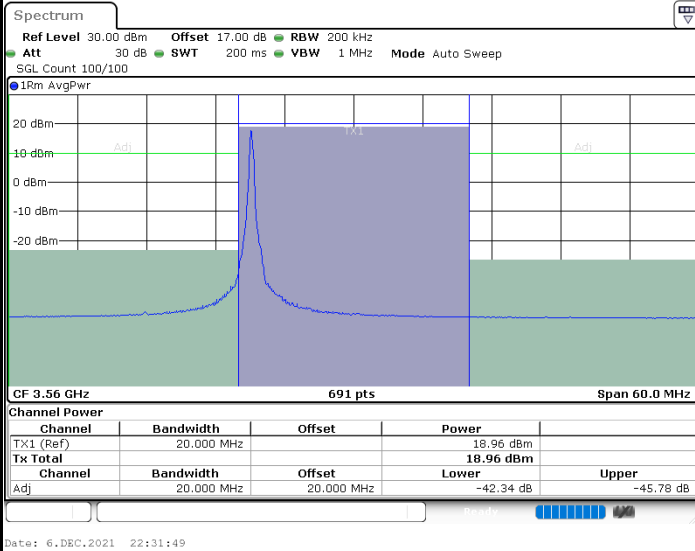 Spectrum
Ref Level 30.00 dBm Offset 17.00 dB RBW 200 kHz
Att 30 dB SWT 200 ms VBW 1 MHz Mode Auto Sweep
SGL Count 100/100
1Rm AvgPwr
20 dBm
TX1
Adj Adj
10 dBm
0 dBm
-10 dBm
-20 dBm
CF 3.56 GHz 691 pts Span 60.0 MHz
Channel Power
Channel Bandwidth Offset Power
TX1 (Ref) 20.000 MHz 18.96 dBm
Tx Total 18.96 dBm
Channel Bandwidth Offset Lower Upper
Adj 20.000 MHz 20.000 MHz -42.34 dB -45.78 dB
Ready
Date: 6.DEC.2021 22:31:49